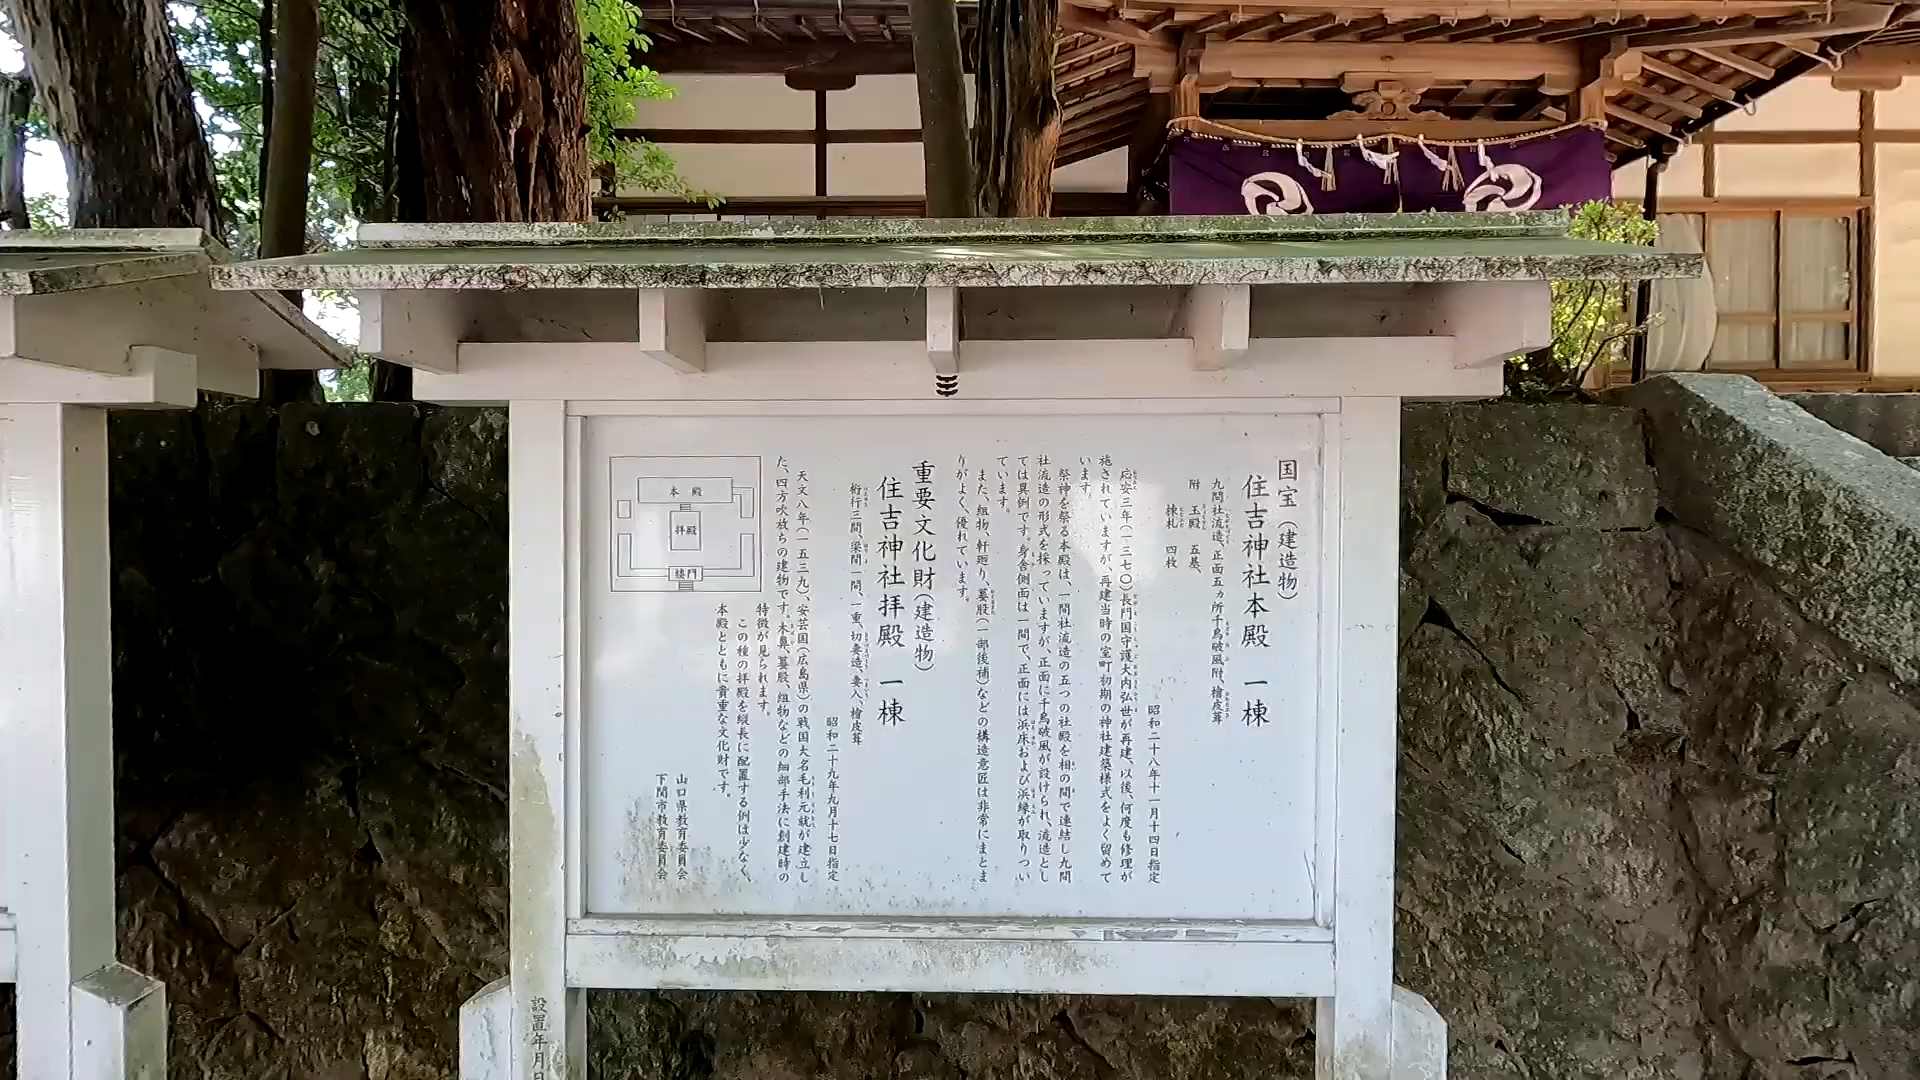 国宝(建造物)
住吉神社本殿 一棟
九間社流造、正面五ヵ所千鳥破風附、檜皮葺
附 玉殿 五基、
棟札 四枚
昭和二十八年十一月十四日指定
応安三年(一三七〇)長門国守護大内弘世が再建、以後、何度も修理が
施されていますが、再建当時の室町初期の神社建築様式をよく留めて
います。
祭神を祭る本殿は、一間社流造の五つの社殿を相の間で連結し九間
社流造の形式を採っていますが、正面に千鳥破風が設けられ、流造とし
ては異例です。身舎側面は一間で、正面には浜床および浜縁が取りつい
ています。
また、組物、軒廻り、蟇股(一部後補)などの構造意匠は非常にまとま
りがよく、優れています。
重要文化財(建造物)
住吉神社拝殿 一棟
桁行三間、梁間一間、一重、切妻造、妻入、檜皮葺
昭和二十九年九月十七日指定
天文八年(一五三九)、安芸国(広島県)の戦国大名毛利元就が建立し
た、四方吹放ちの建物です。木鼻、蟇股、組物などの細部手法に創建時の
特徴が見られます。
この種の拝殿を縦長に配置する例は少なく、
本殿とともに貴重な文化財です。
山口県教育委員会
下関市教育委員会
本殿
拝殿
楼門
設置年月日